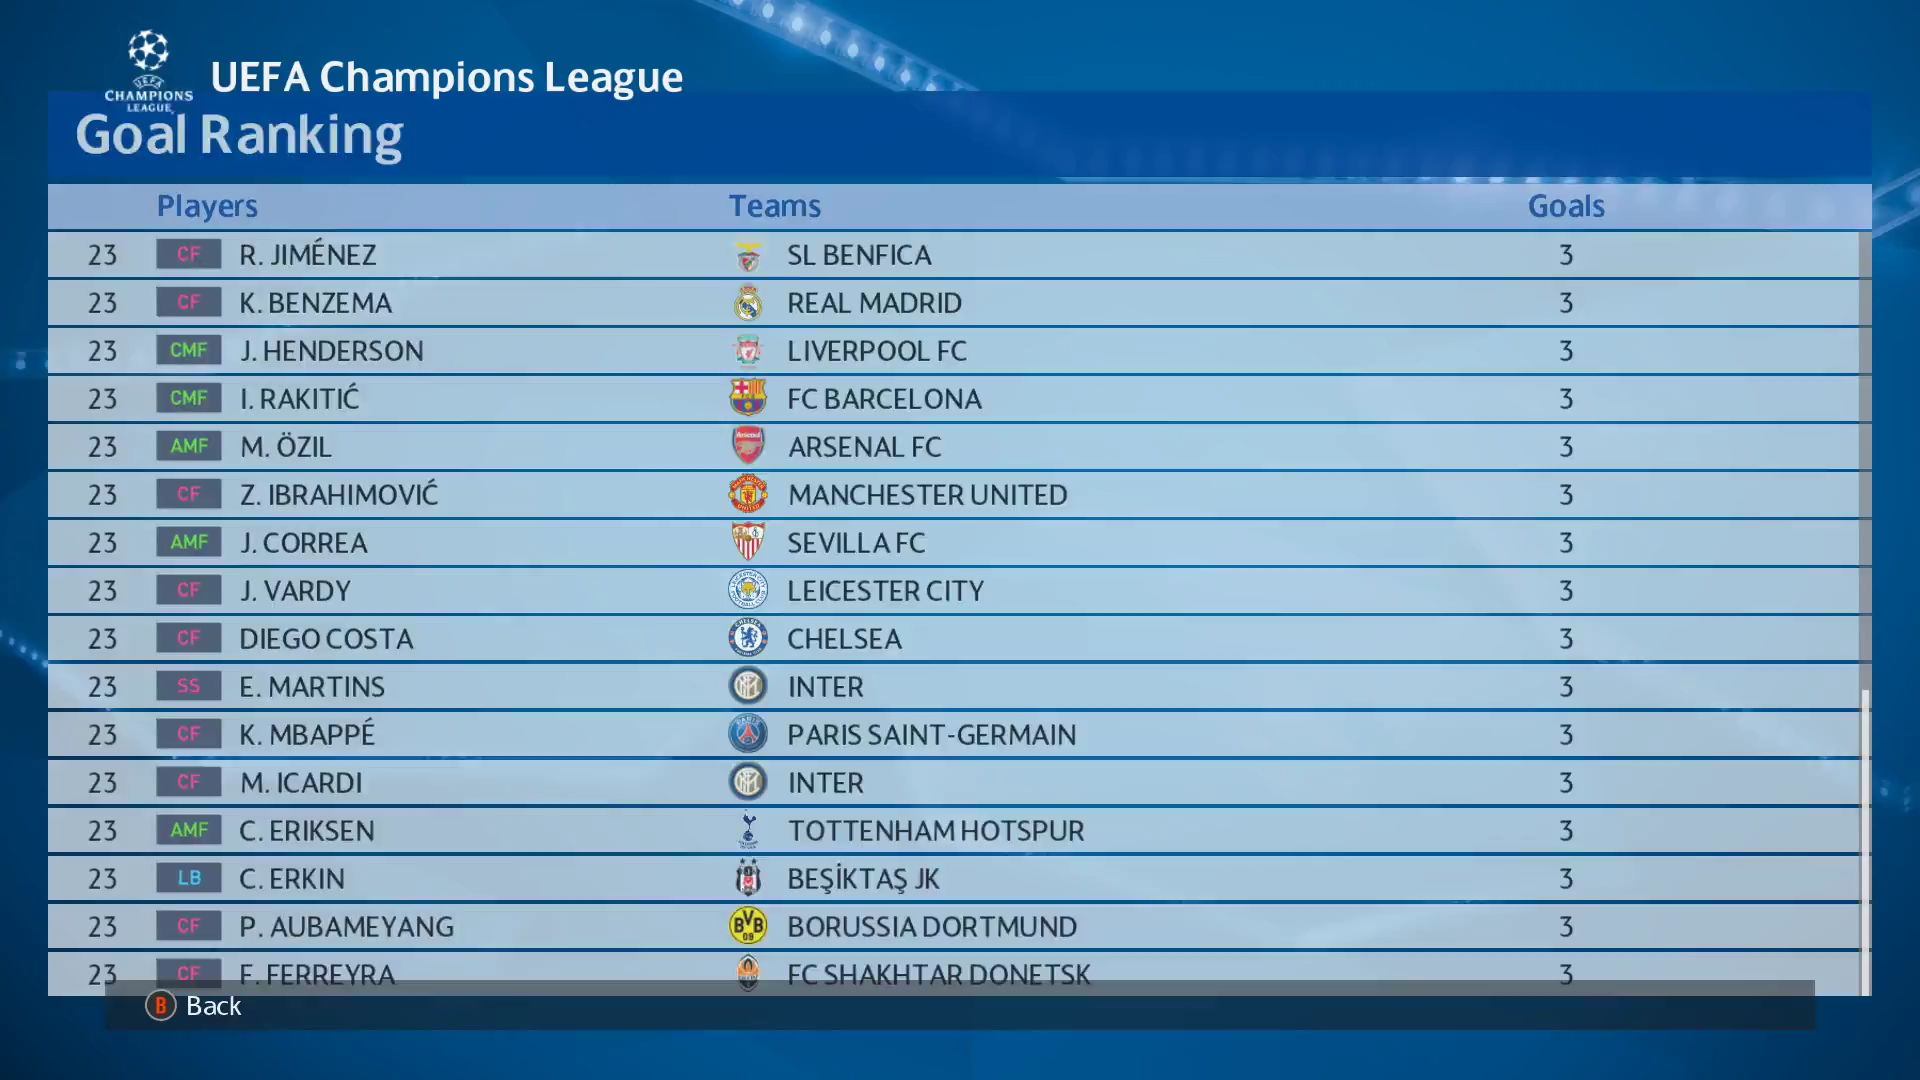 UEFA Champions League
UEFA
CHAMPIONS
LEAGUE
Goal Ranking
Players Teams Goals
23 CF R. JIMÉNEZ SL BENFICA 3
23 CF K. BENZEMA REAL MADRID 3
23 CMF J. HENDERSON LIVERPOOL FC 3
23 CMF I. RAKITIĆ FC BARCELONA 3
23 AMF M. ÖZIL ARSENAL FC 3
23 CF Z. IBRAHIMOVIĆ MANCHESTER UNITED 3
23 AMF J. CORREA SEVILLA FC 3
23 CF J. VARDY LEICESTER CITY 3
23 CF DIEGO COSTA CHELSEA 3
23 SS E. MARTINS INTER 3
23 CF K. MBAPPÉ PARIS SAINT-GERMAIN 3
23 CF M. ICARDI INTER 3
23 AMF C. ERIKSEN TOTTENHAM HOTSPUR 3
23 LB C. ERKIN BEŞİKTAŞ JK 3
23 CF P. AUBAMEYANG BVB 09 BORUSSIA DORTMUND 3
23 CF F. FERREYRA FC SHAKHTAR DONETSK 3
B Back